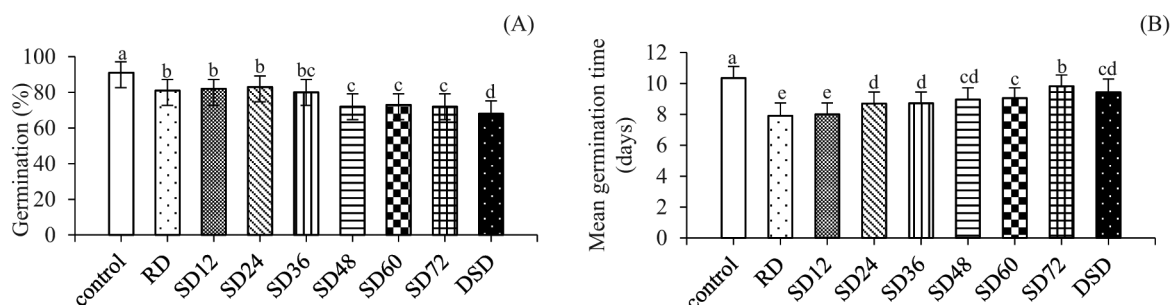 (A)
Germination (%)
100
80
60
40
20
0
a
b
b
b
bc
c
c
c
d
control
RD
SD12
SD24
SD36
SD48
SD60
SD72
DSD
(B)
Mean germination time
(days)
12
10
8
6
4
2
0
a
e
e
d
d
cd
c
b
cd
control
RD
SD12
SD24
SD36
SD48
SD60
SD72
DSD